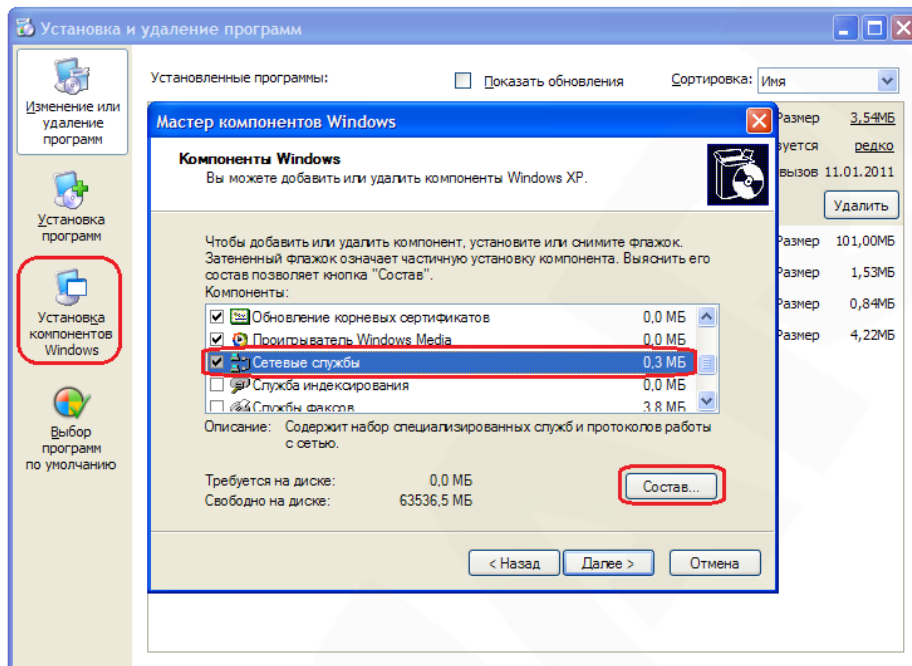 Установка и удаление программ
Изменение или
удаление
программ
Установка
программ
Установка
компонентов
Windows
Выбор
программ
по умолчанию
Установленные программы:
Показать обновления
Сортировка: Имя
Размер 3,54МБ
зуется редко
вызов 11.01.2011
Удалить
Размер 101,00МБ
Размер 1,53МБ
Размер 0,84МБ
Размер 4,22МБ
Мастер компонентов Windows
Компоненты Windows
Вы можете добавить или удалить компоненты Windows XP.
Чтобы добавить или удалить компонент, установите или снимите флажок.
Затененный флажок означает частичную установку компонента. Выяснить его
состав позволяет кнопка "Состав".
Компоненты:
Обновление корневых сертификатов 0,0 МБ
Проигрыватель Windows Media 0,0 МБ
Сетевые службы 0,3 МБ
Служба индексирования 0,0 МБ
Службы факсов 3,8 МБ
Описание: Содержит набор специализированных служб и протоколов работы
с сетью.
Требуется на диске: 0,0 МБ
Свободно на диске: 63536,5 МБ
Состав...
< Назад Далее > Отмена